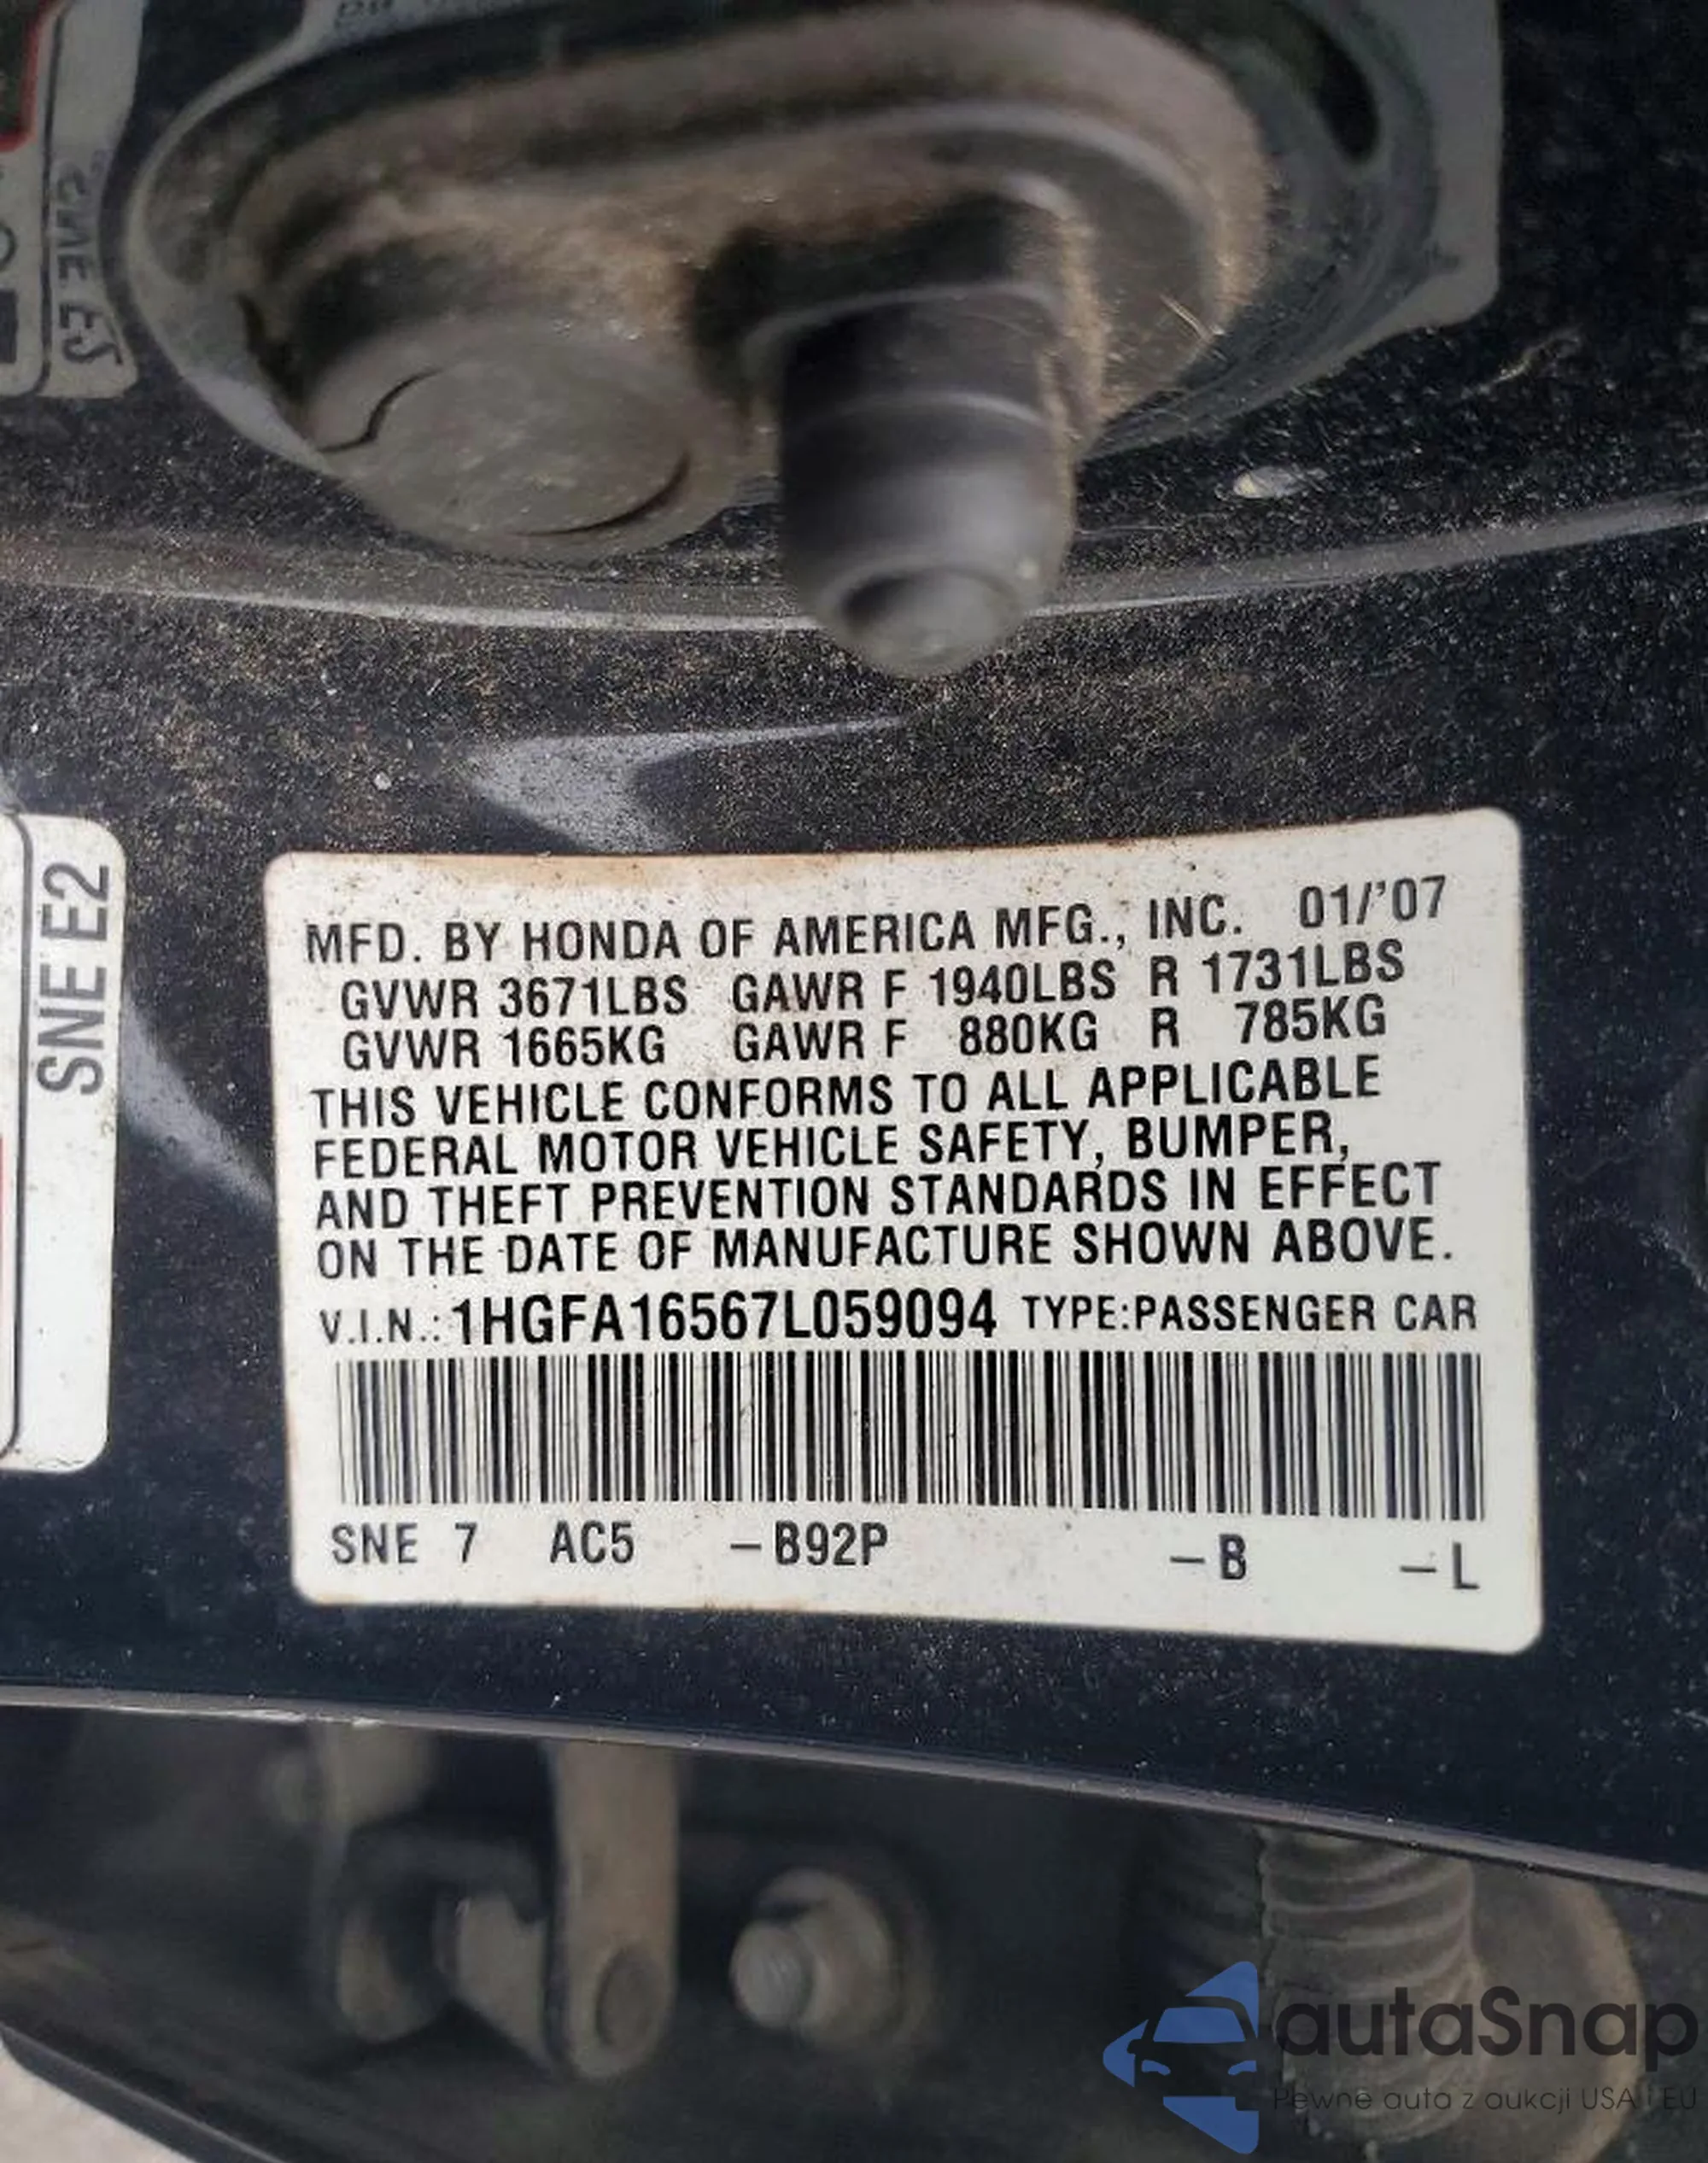 SNE E2
MFD. BY HONDA OF AMERICA MFG., INC. 01/'07
GVWR 3671LBS GAWR F 1940LBS R 1731LBS
GVWR 1665KG GAWR F 880KG R 785KG
THIS VEHICLE CONFORMS TO ALL APPLICABLE
FEDERAL MOTOR VEHICLE SAFETY, BUMPER,
AND THEFT PREVENTION STANDARDS IN EFFECT
ON THE DATE OF MANUFACTURE SHOWN ABOVE.
V.I.N.: 1HGFA16567L059094 TYPE:PASSENGER CAR
SNE 7 AC5 –B92P –B –L
autaSnap
Pewne auta z aukcji USA i EU